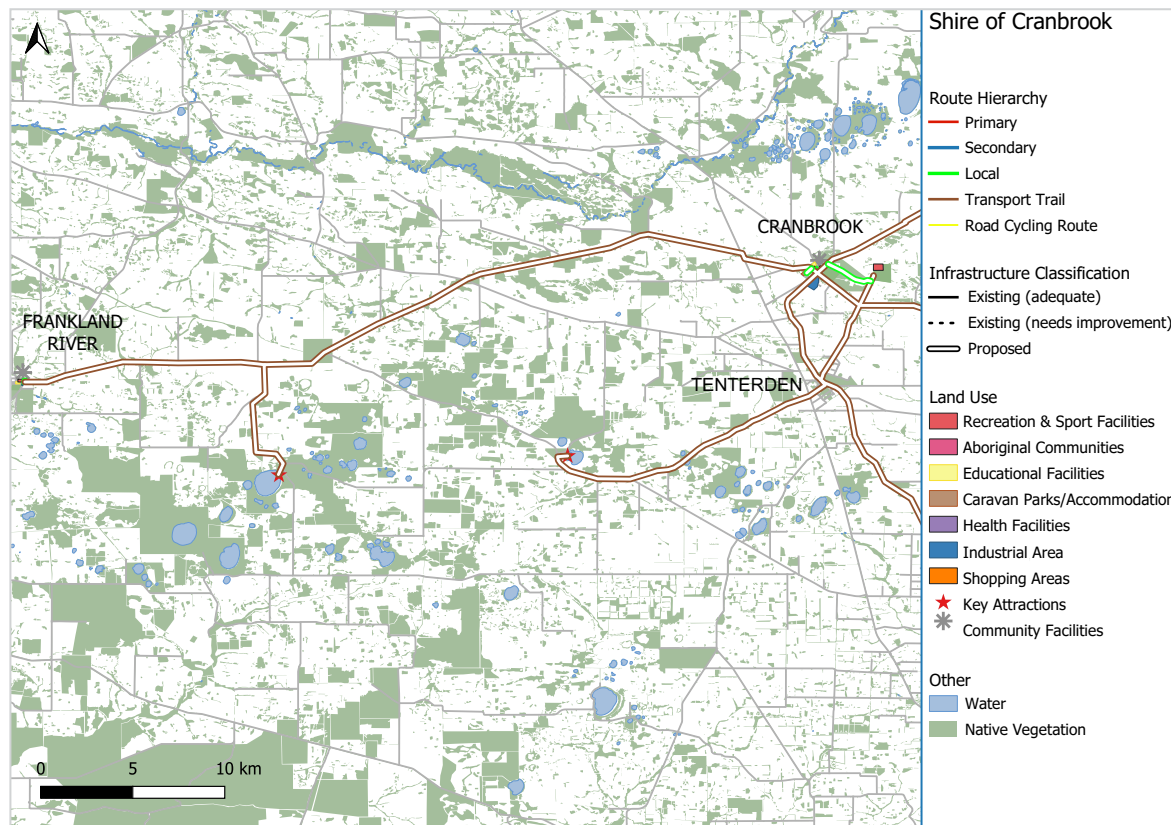 Shire of Cranbrook
Route Hierarchy
Primary
Secondary
Local
Transport Trail
Road Cycling Route
Infrastructure Classification
Existing (adequate)
Existing (needs improvement)
Proposed
Land Use
Recreation & Sport Facilities
Aboriginal Communities
Educational Facilities
Caravan Parks/Accommodation
Health Facilities
Industrial Area
Shopping Areas
Key Attractions
Community Facilities
Other
Water
Native Vegetation
CRANBROOK
FRANKLAND
RIVER
TENTERDEN
0 5 10 km